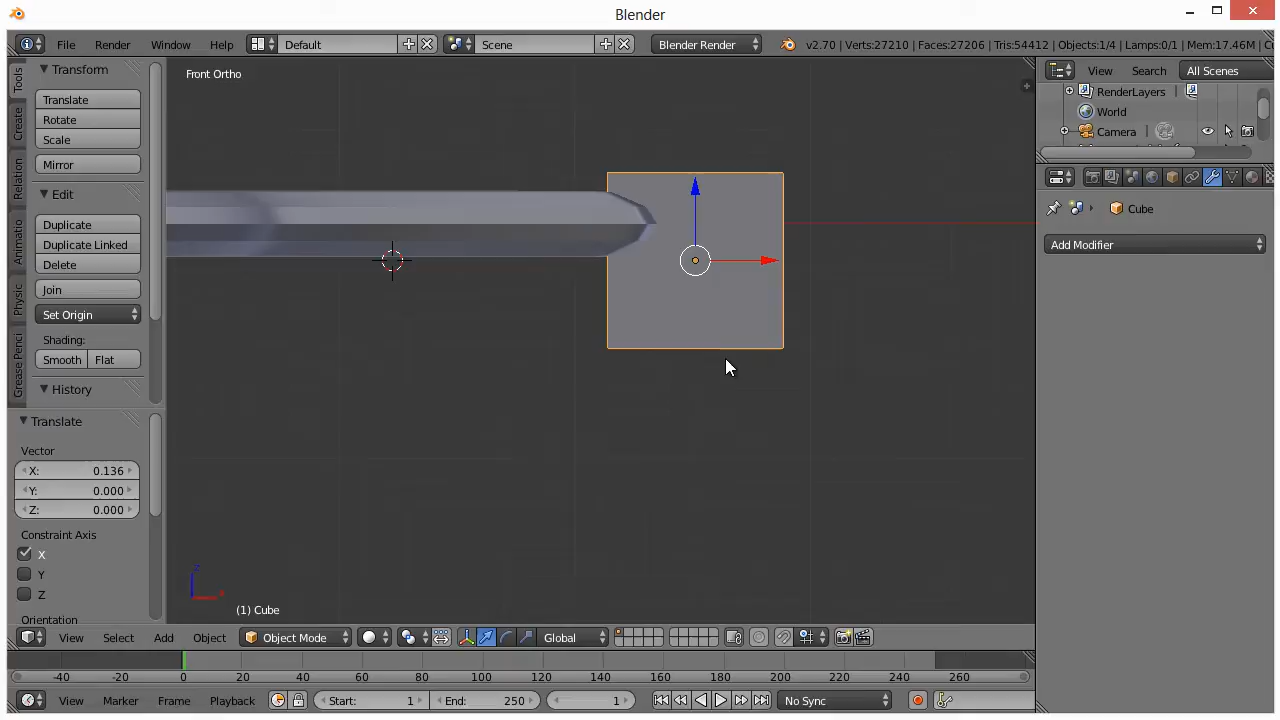 Blender
File Render Window Help Default Scene Blender Render v2.70 | Verts:27210 | Faces:27206 | Tris:54412 | Objects:1/4 | Lamps:0/1 | Mem:17.46M |
Tools
Create
Relation
Animatio
Physic
Grease Penci
Transform
Translate
Rotate
Scale
Mirror
Edit
Duplicate
Duplicate Linked
Delete
Join
Set Origin
Shading:
Smooth Flat
History
Translate
Vector
X: 0.136
Y: 0.000
Z: 0.000
Constraint Axis
X
Y
Z
Orientation
Front Ortho
(1) Cube
View Search All Scenes
RenderLayers
World
Camera
Cube
Add Modifier
View Select Add Object Object Mode Global
-40 -20 0 20 40 60 80 100 120 140 160 180 200 220 240 260
View Marker Frame Playback Start: 1 End: 250 1 No Sync